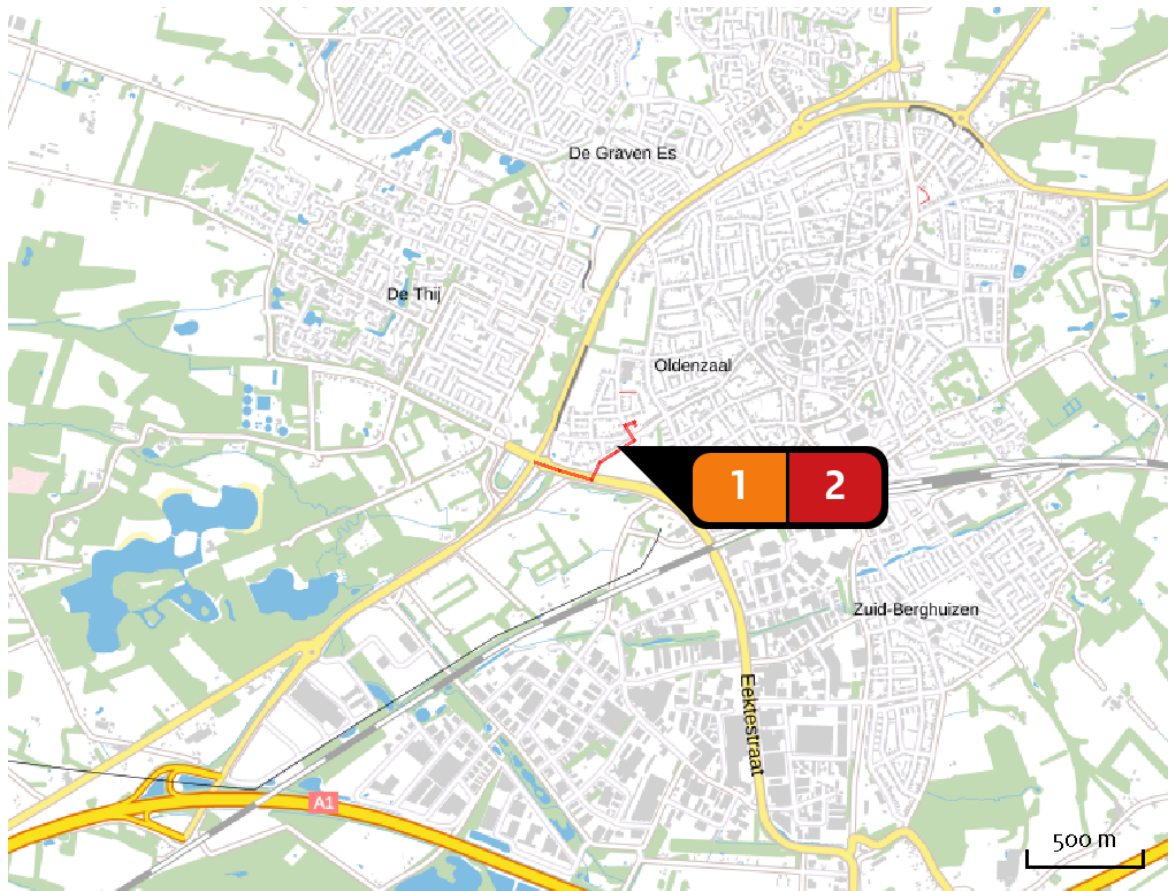 De Graven Es
De Thij
Oldenzaal
1 2
Zuid-Berghuizen
Eektestraat
A1
500 m